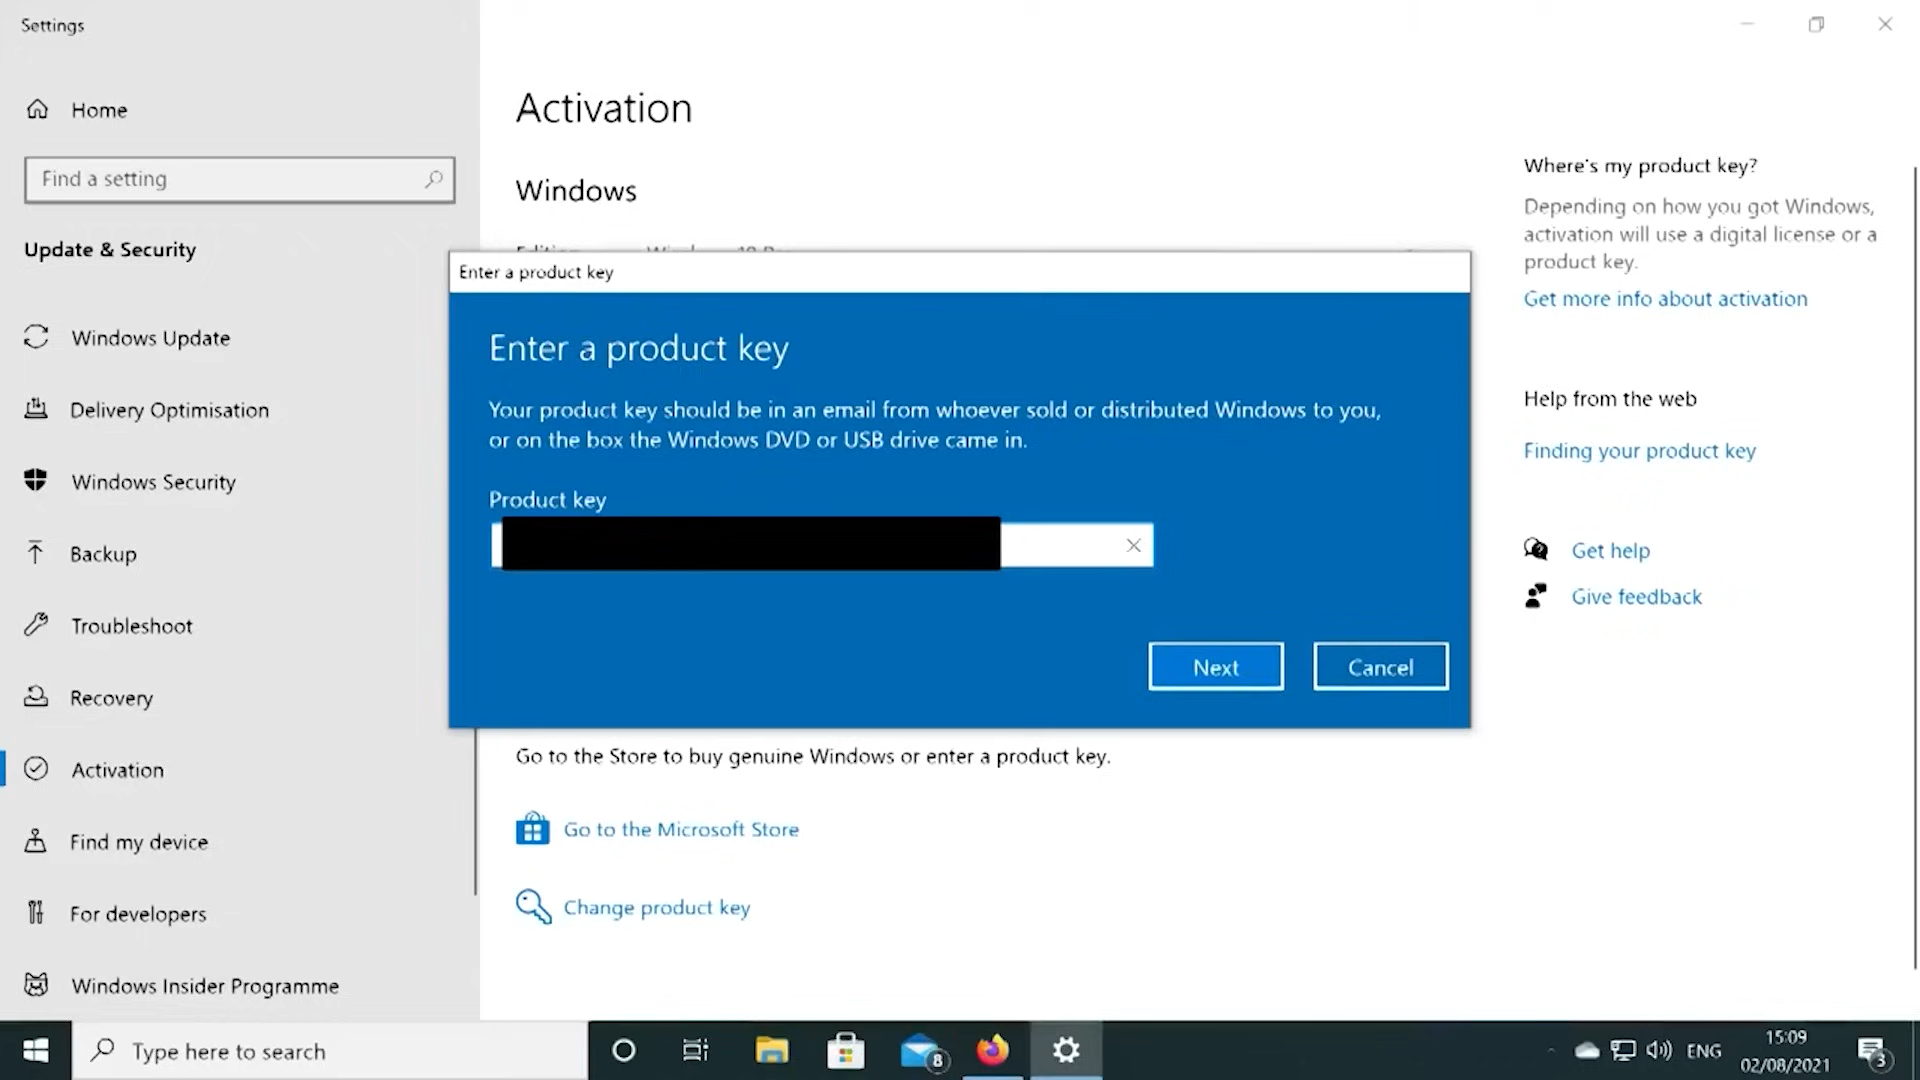 Settings
Home
Find a setting
Update & Security
Windows Update
Delivery Optimisation
Windows Security
Backup
Troubleshoot
Recovery
Activation
Find my device
For developers
Windows Insider Programme
Activation
Windows
Enter a product key
Enter a product key
Your product key should be in an email from whoever sold or distributed Windows to you,
or on the box the Windows DVD or USB drive came in.
Product key
Next
Cancel
Go to the Store to buy genuine Windows or enter a product key.
Go to the Microsoft Store
Change product key
Where's my product key?
Depending on how you got Windows,
activation will use a digital license or a
product key.
Get more info about activation
Help from the web
Finding your product key
Get help
Give feedback
Type here to search
8
ENG
15:09
02/08/2021
3